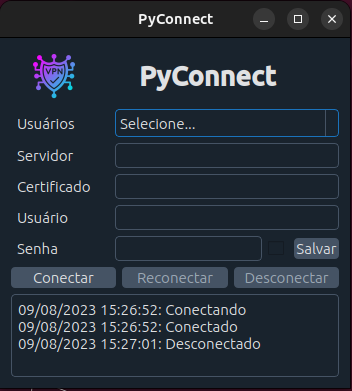 PyConnect
VPN
PyConnect
Usuários
Selecione...
Servidor
Certificado
Usuário
Senha
Salvar
Conectar
Reconectar
Desconectar
09/08/2023 15:26:52: Conectando
09/08/2023 15:26:52: Conectado
09/08/2023 15:27:01: Desconectado